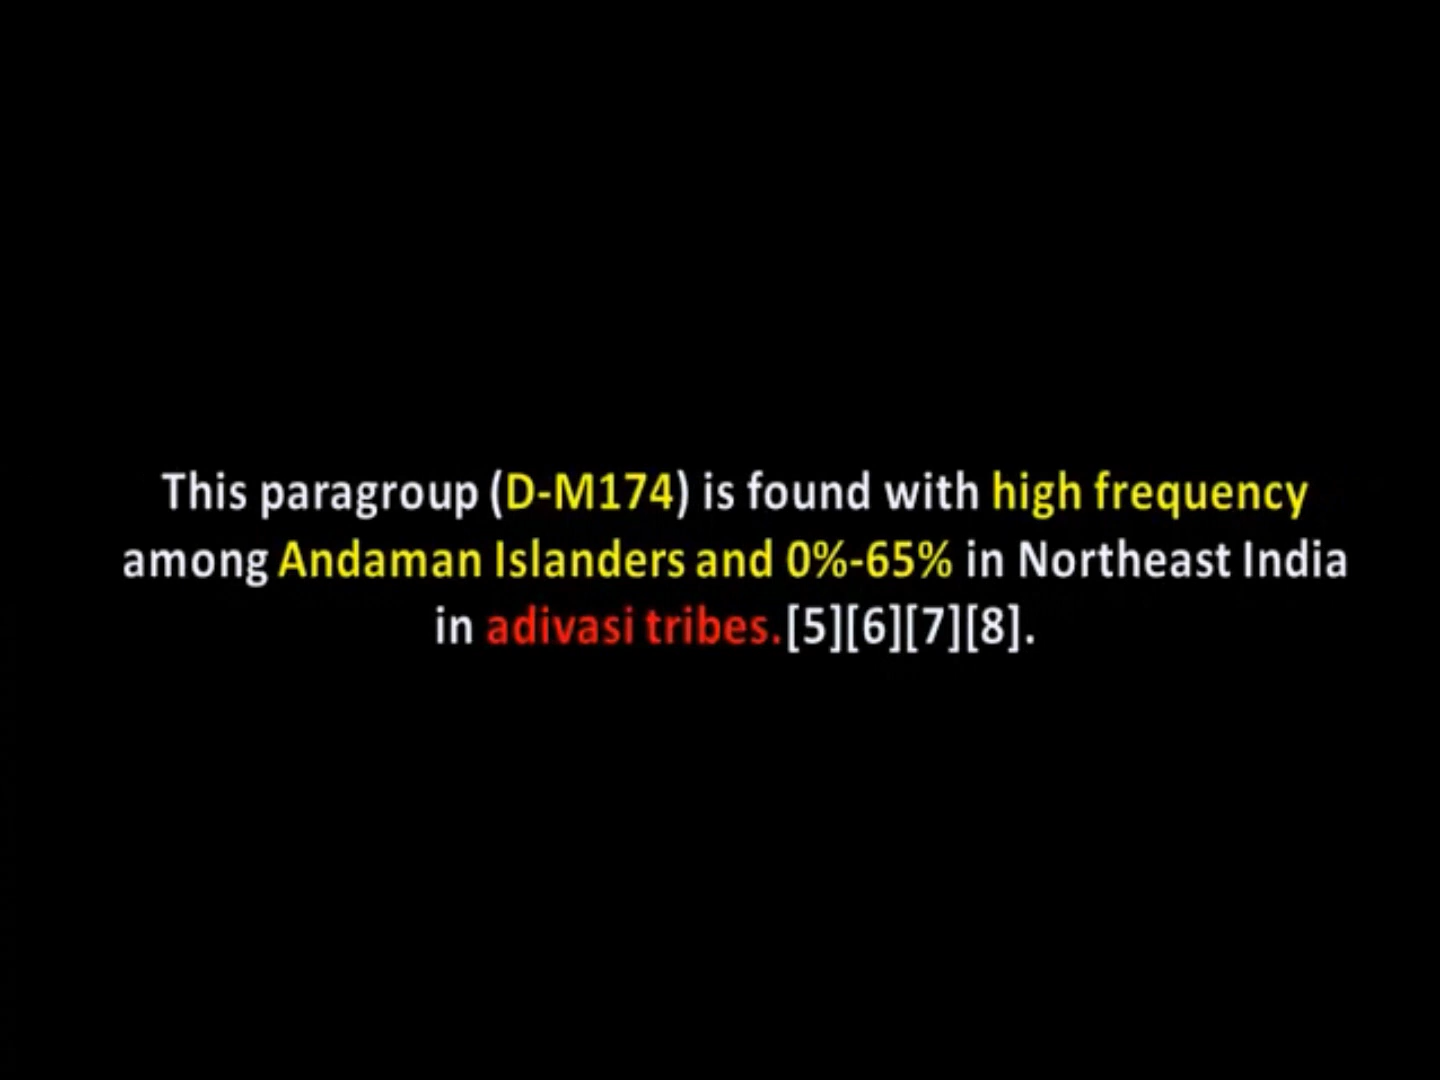 This paragroup (D-M174) is found with high frequency
among Andaman Islanders and 0%-65% in Northeast India
in adivasi tribes.[5][6][7][8].